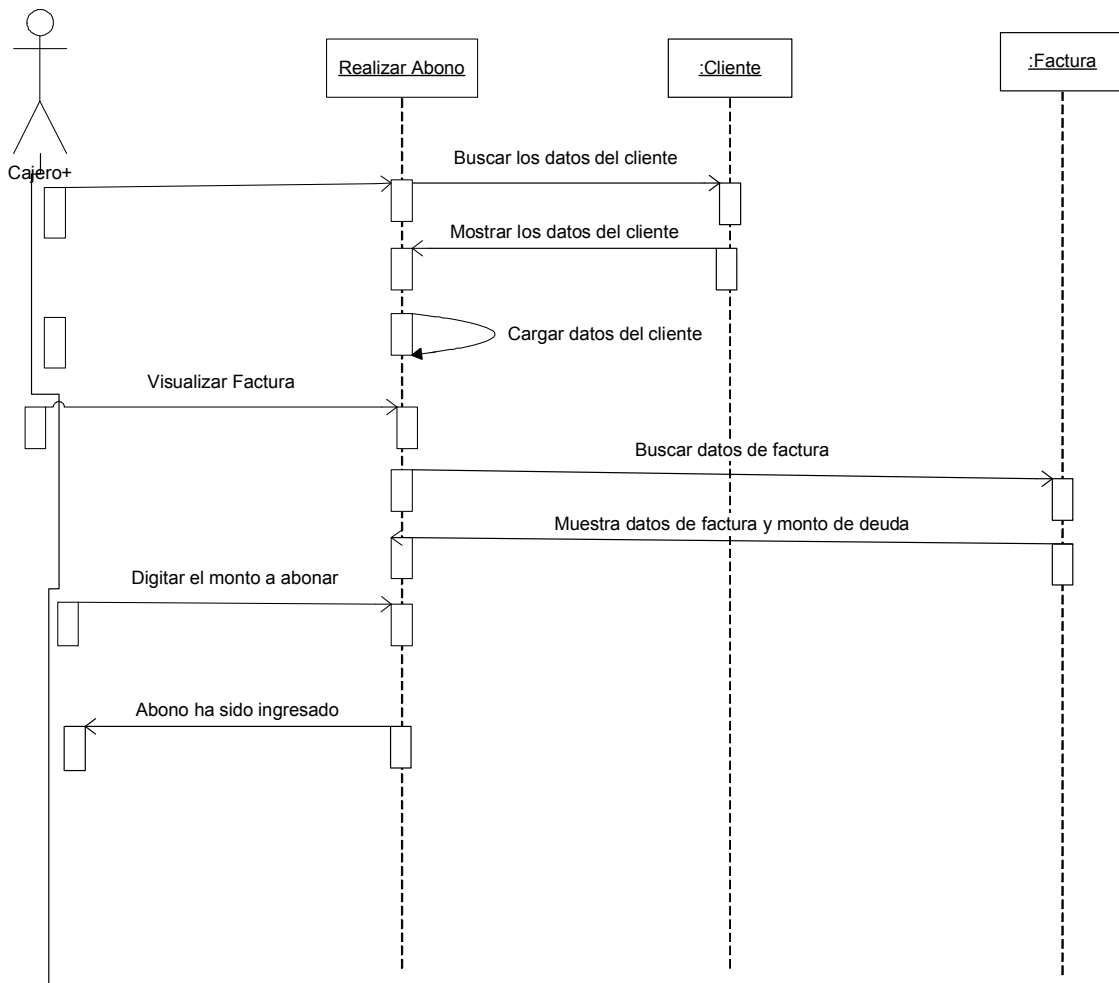 Realizar Abono
:Cliente
:Factura
Cajero+
Buscar los datos del cliente
Mostrar los datos del cliente
Cargar datos del cliente
Visualizar Factura
Buscar datos de factura
Muestra datos de factura y monto de deuda
Digitar el monto a abonar
Abono ha sido ingresado